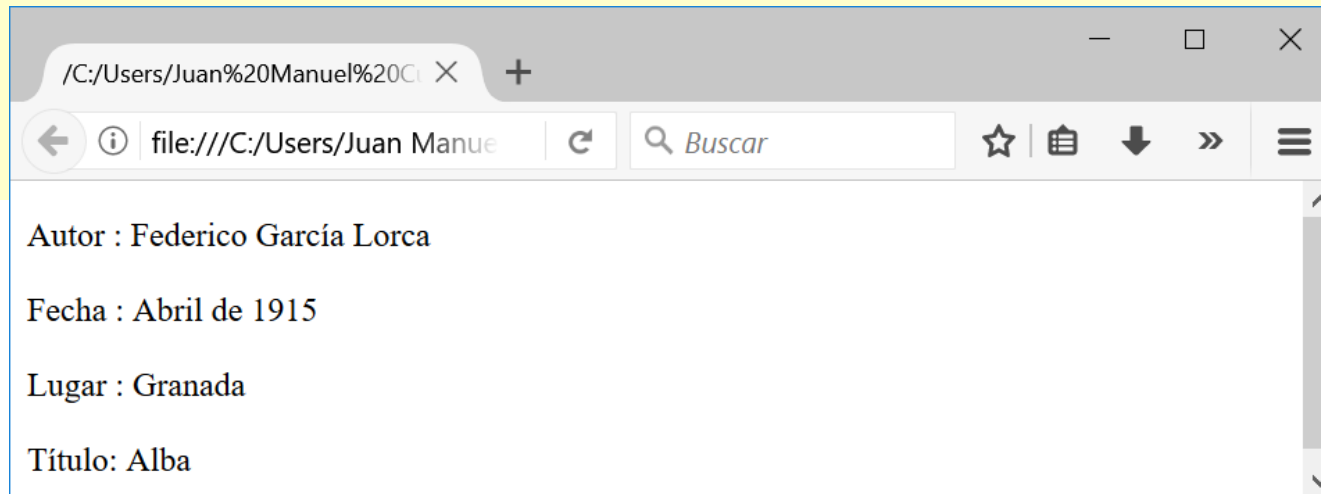 /C:/Users/Juan%20Manuel%20C
file:///C:/Users/Juan Manue
Buscar
Autor : Federico García Lorca
Fecha : Abril de 1915
Lugar : Granada
Título: Alba